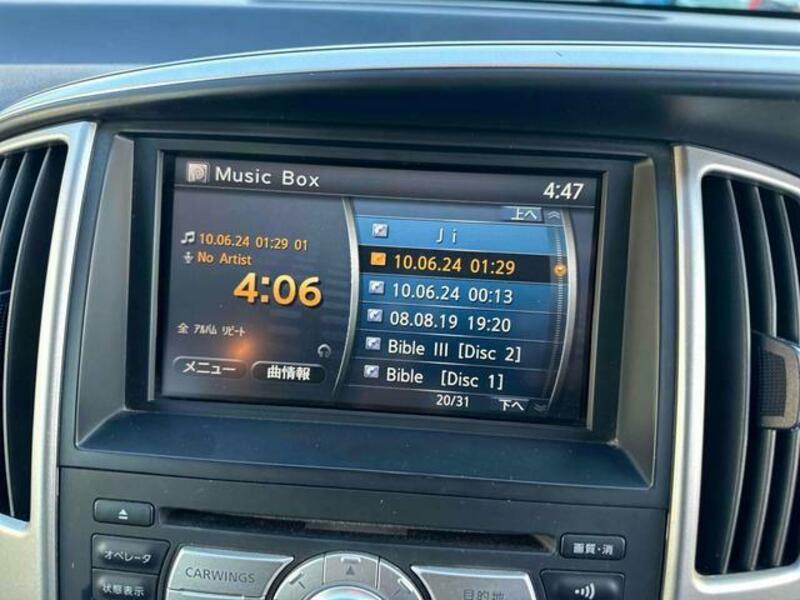 Music Box
4:47
上へ
10.06.24 01:29 01
No Artist
4:06
全 アルバム リピート
メニュー
曲情報
Ji
10.06.24 01:29
10.06.24 00:13
08.08.19 19:20
Bible III [Disc 2]
Bible [Disc 1]
20/31
下へ
画質・消
オペレータ
CARWINGS
目的地
状態表示